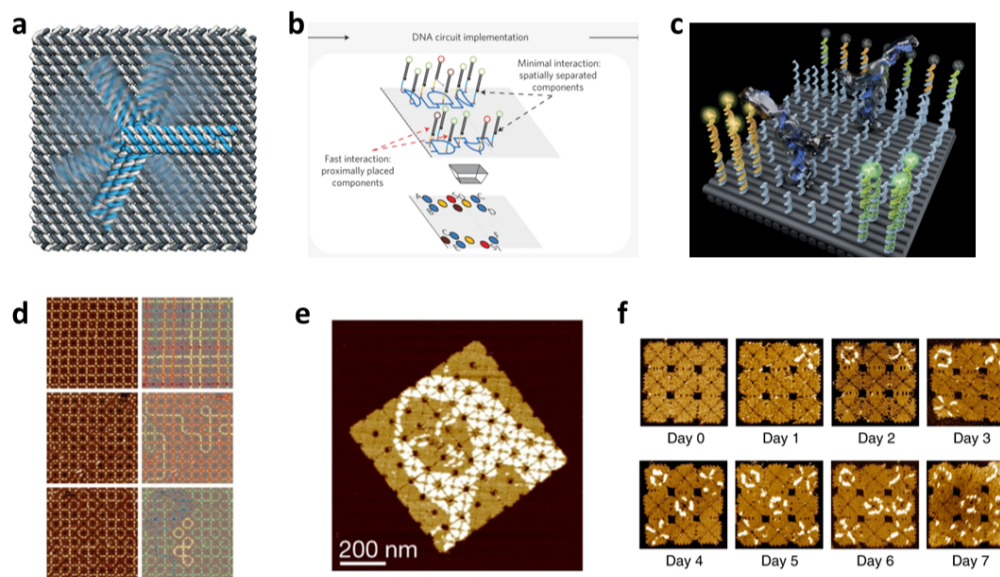 a
b
c
DNA circuit implementation
Minimal interaction:
spatially separated
components
Fast interaction:
proximally placed
components
d
e
f
200 nm
Day 0
Day 1
Day 2
Day 3
Day 4
Day 5
Day 6
Day 7